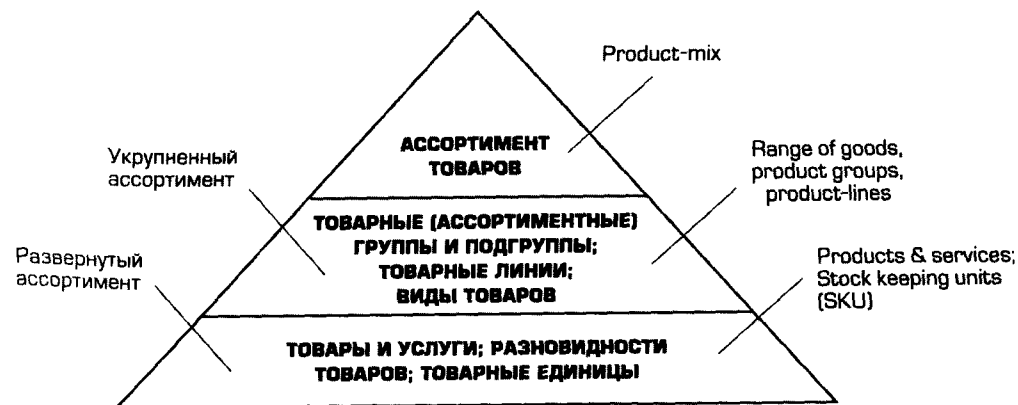 Product-mix
АССОРТИМЕНТ
ТОВАРОВ
Укрупненный
ассортимент
Range of goods,
product groups,
product-lines
ТОВАРНЫЕ (АССОРТИМЕНТНЫЕ)
ГРУППЫ И ПОДГРУППЫ;
ТОВАРНЫЕ ЛИНИИ;
ВИДЫ ТОВАРОВ
Развернутый
ассортимент
Products & services;
Stock keeping units
(SKU)
ТОВАРЫ И УСЛУГИ; РАЗНОВИДНОСТИ
ТОВАРОВ; ТОВАРНЫЕ ЕДИНИЦЫ